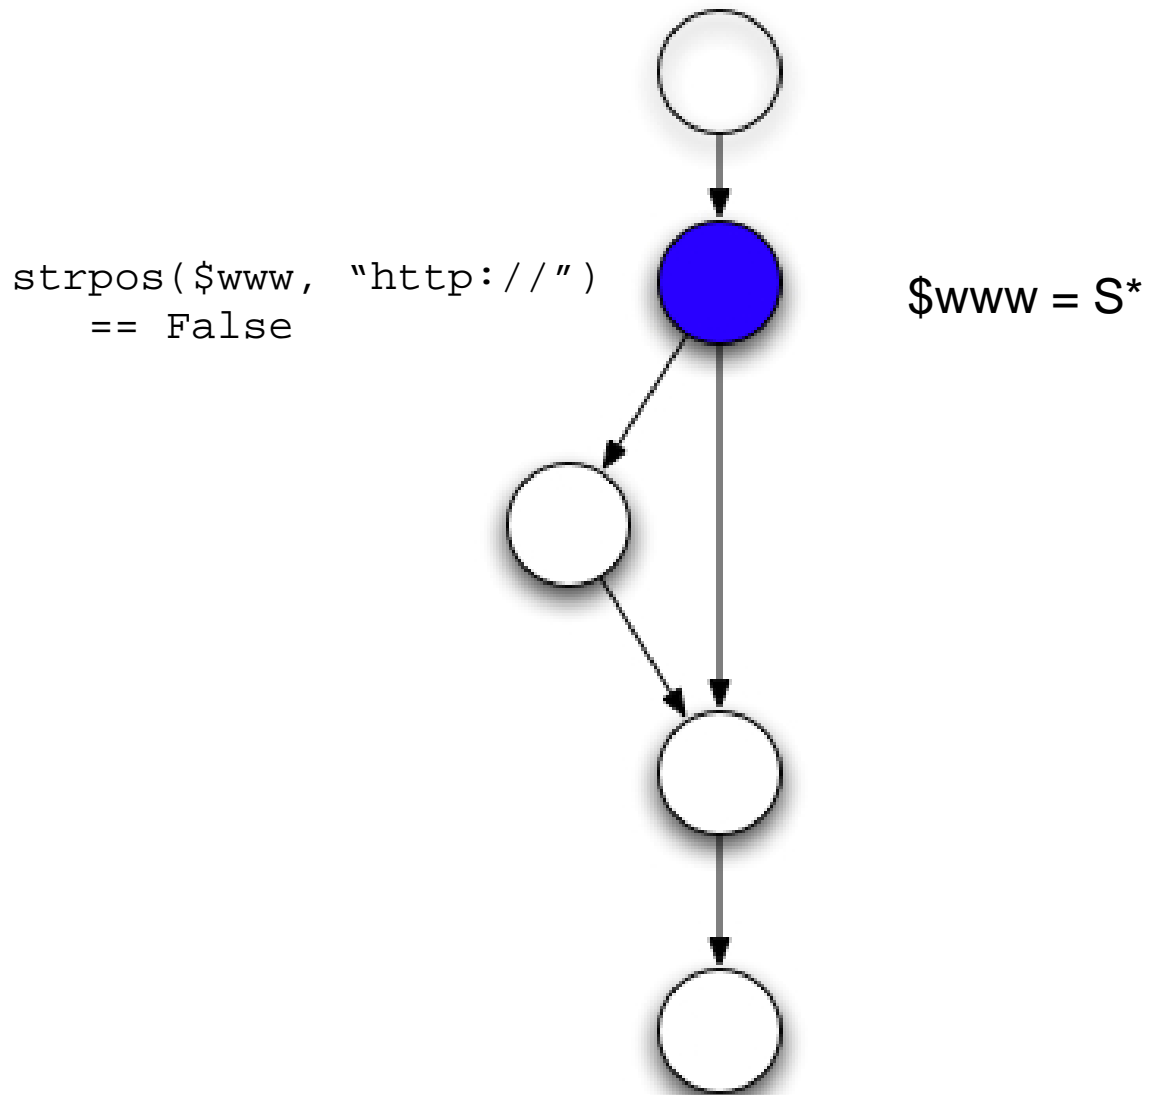 strpos($www, “http://”)
== False
$www = S*